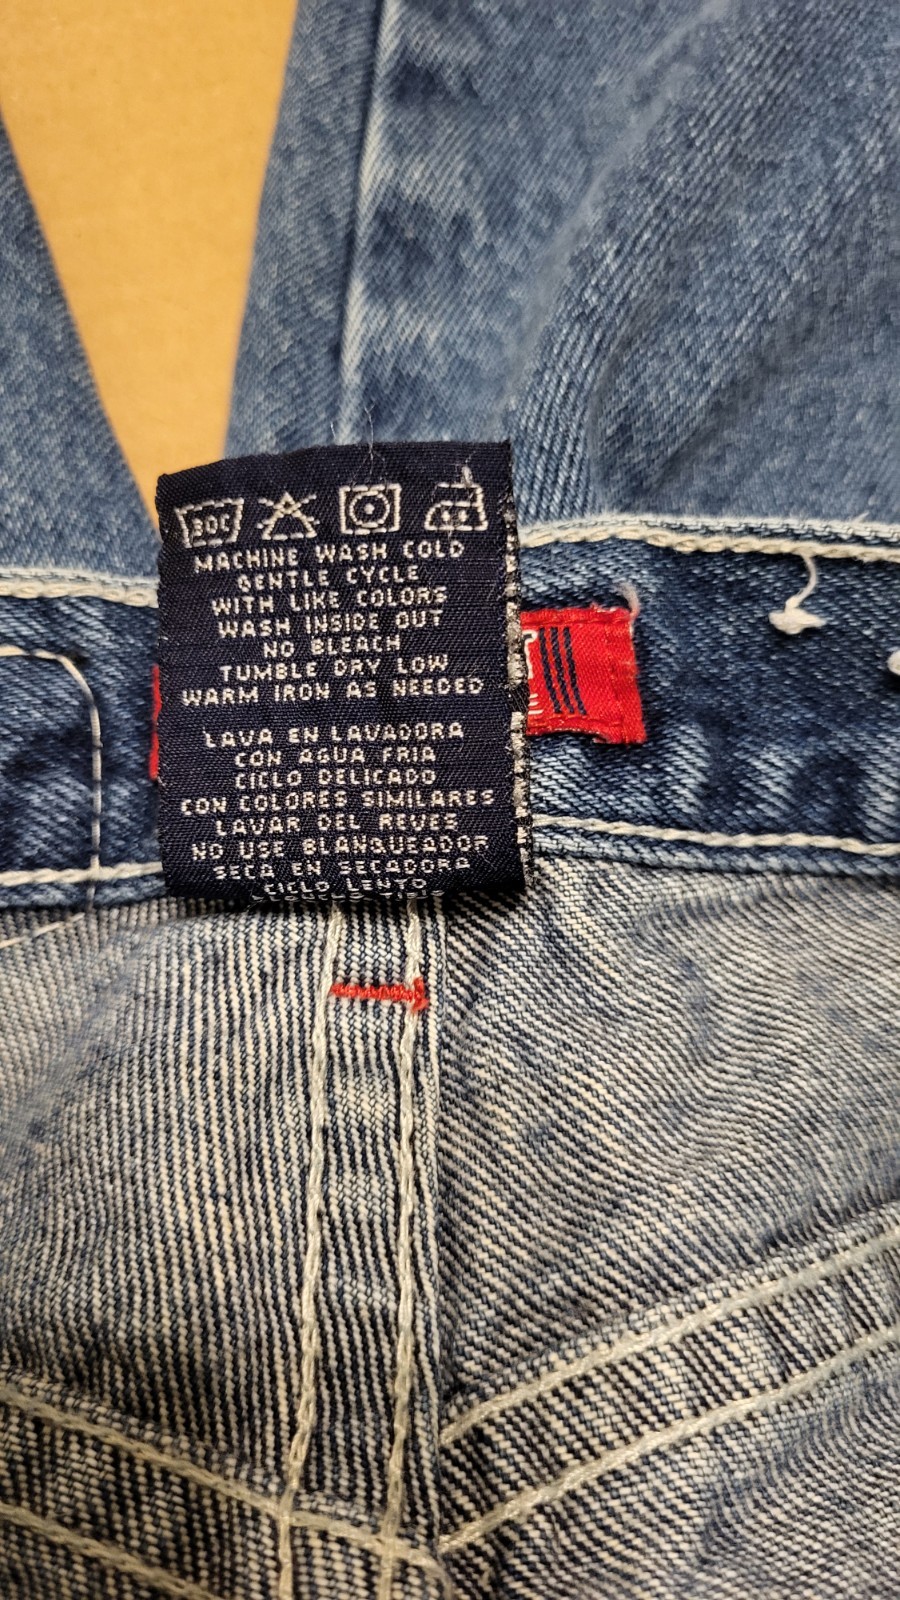 30C
MACHINE WASH COLD
GENTLE CYCLE
WITH LIKE COLORS
WASH INSIDE OUT
NO BLEACH
TUMBLE DRY LOW
WARM IRON AS NEEDED
LAVA EN LAVADORA
CON AGUA FRIA
CICLO DELICADO
CON COLORES SIMILARES
LAVAR DEL REVES
NO USE BLANQUEADOR
SECA EN SECADORA
CICLO LENTO